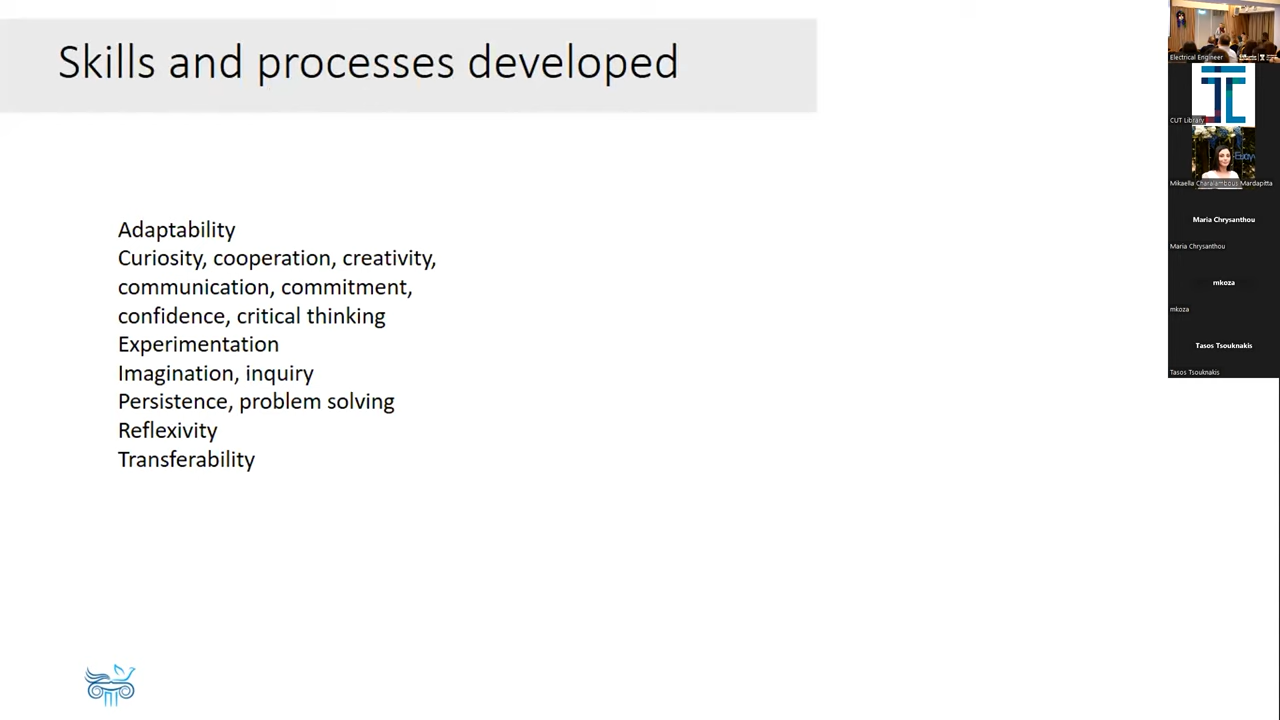 Skills and processes developed
Adaptability
Curiosity, cooperation, creativity,
communication, commitment,
confidence, critical thinking
Experimentation
Imagination, inquiry
Persistence, problem solving
Reflexivity
Transferability
Electrical Engineer
CUT Library
Mikaella Charalambous Mardapitta
Maria Chrysanthou
Maria Chrysanthou
mkoza
mkoza
Tasos Tsouknakis
Tasos Tsouknakis